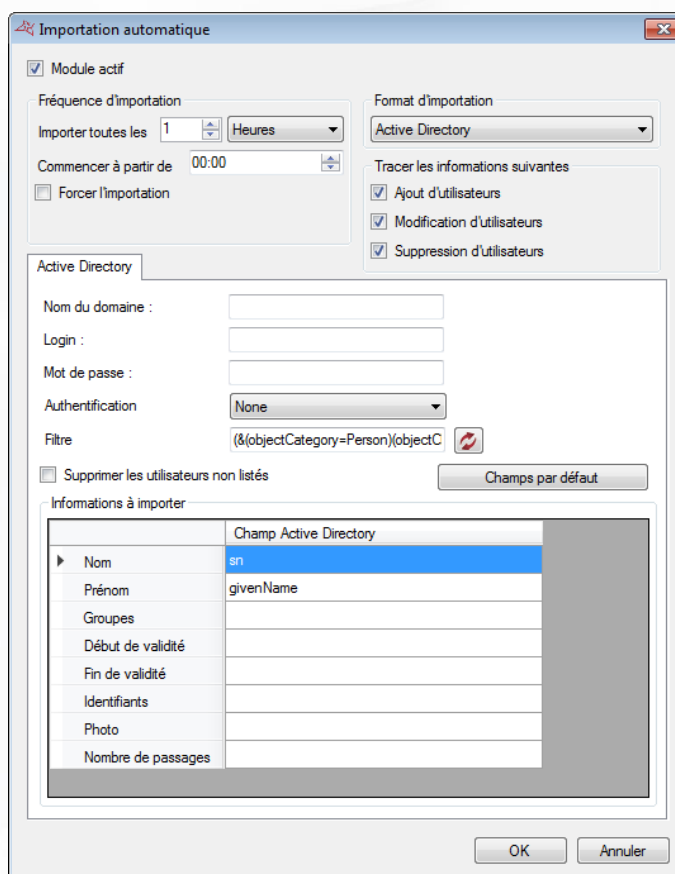 Importation automatique
Module actif
Fréquence d'importation
Importer toutes les 1 Heures
Commencer à partir de 00:00
Forcer l'importation
Format d'importation
Active Directory
Tracer les informations suivantes
Ajout d'utilisateurs
Modification d'utilisateurs
Suppression d'utilisateurs
Active Directory
Nom du domaine :
Login :
Mot de passe :
Authentification None
Filtre (&(objectCategory=Person)(objectC
Supprimer les utilisateurs non listés
Champs par défaut
Informations à importer
Champ Active Directory
Nom sn
Prénom givenName
Groupes
Début de validité
Fin de validité
Identifiants
Photo
Nombre de passages
OK Annuler